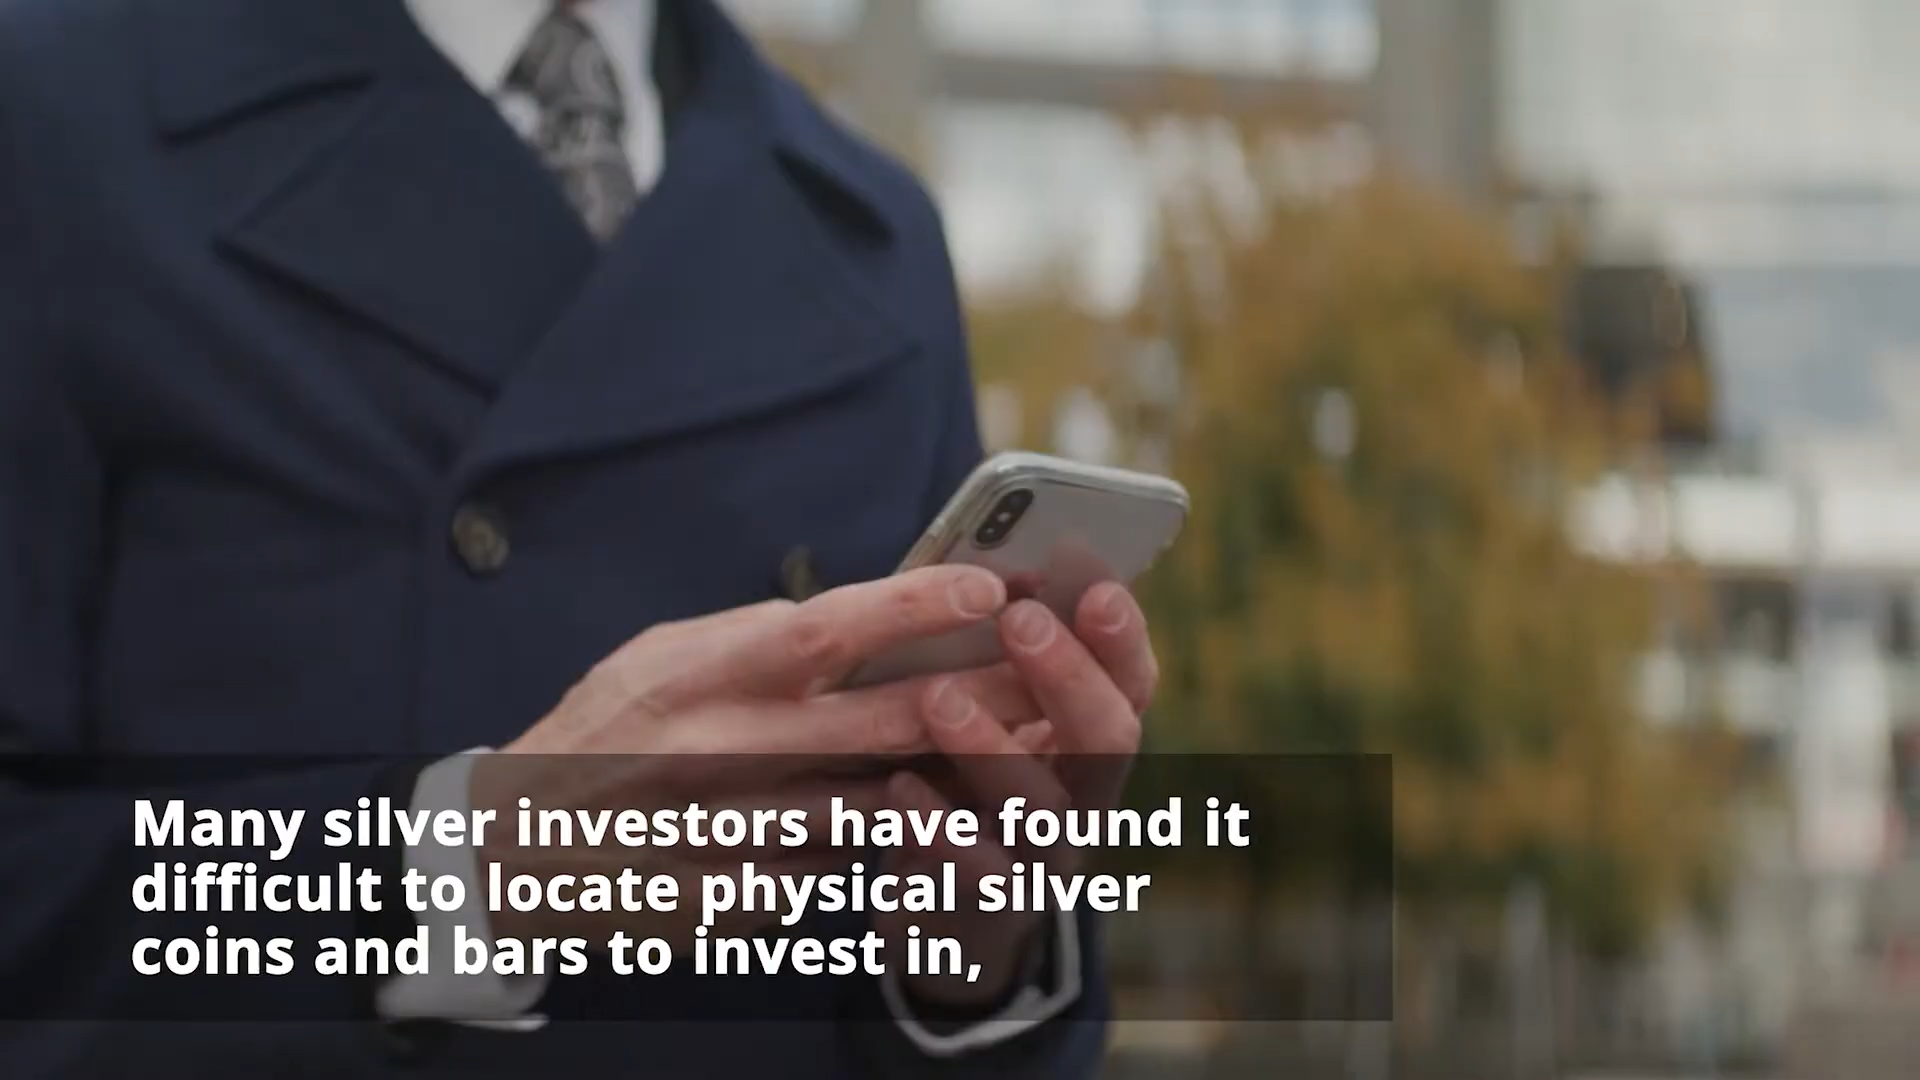 Many silver investors have found it
difficult to locate physical silver
coins and bars to invest in,